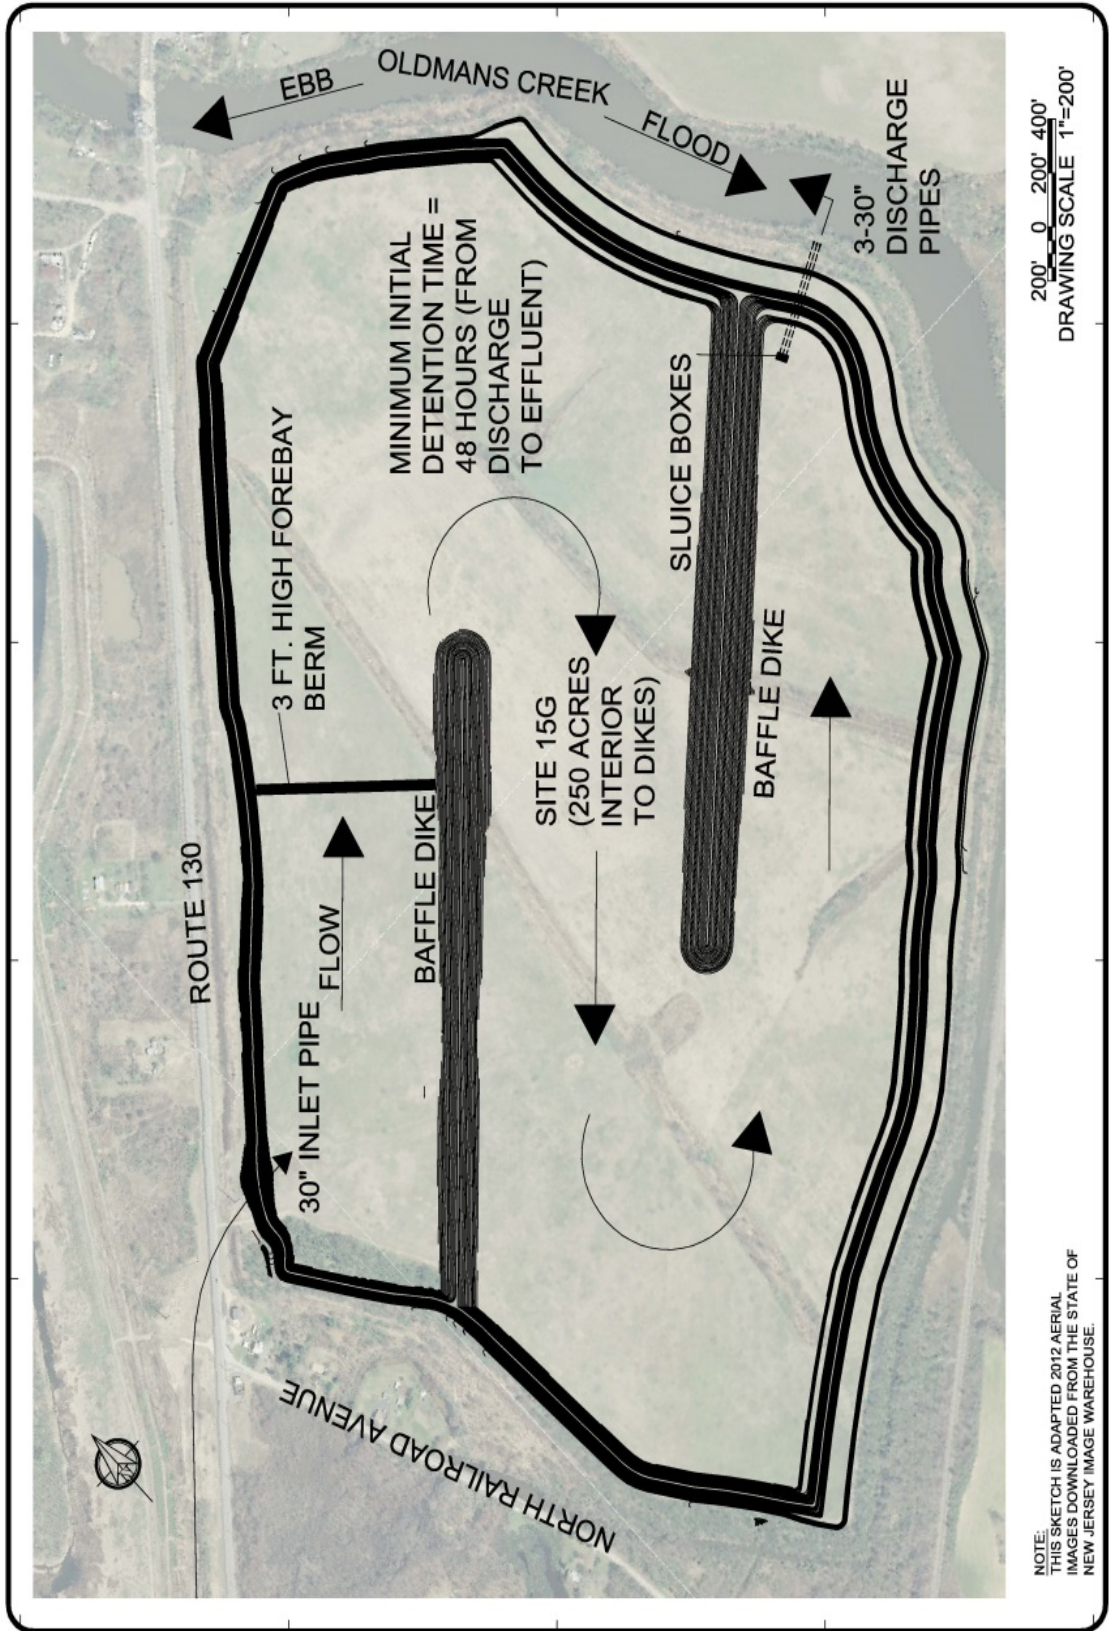 ROUTE 130
30" INLET PIPE
FLOW
3 FT. HIGH FOREBAY
BERM
EBB
OLDMANS CREEK
FLOOD
MINIMUM INITIAL
DETENTION TIME =
48 HOURS (FROM
DISCHARGE
TO EFFLUENT)
BAFFLE DIKE
SITE 15G
(250 ACRES
INTERIOR
TO DIKES)
SLUICE BOXES
BAFFLE DIKE
3-30"
DISCHARGE
PIPES
NORTH RAILROAD AVENUE
NOTE:
THIS SKETCH IS ADAPTED 2012 AERIAL
IMAGES DOWNLOADED FROM THE STATE OF
NEW JERSEY IMAGE WAREHOUSE.
200' 0 200' 400'
DRAWING SCALE 1"=200'